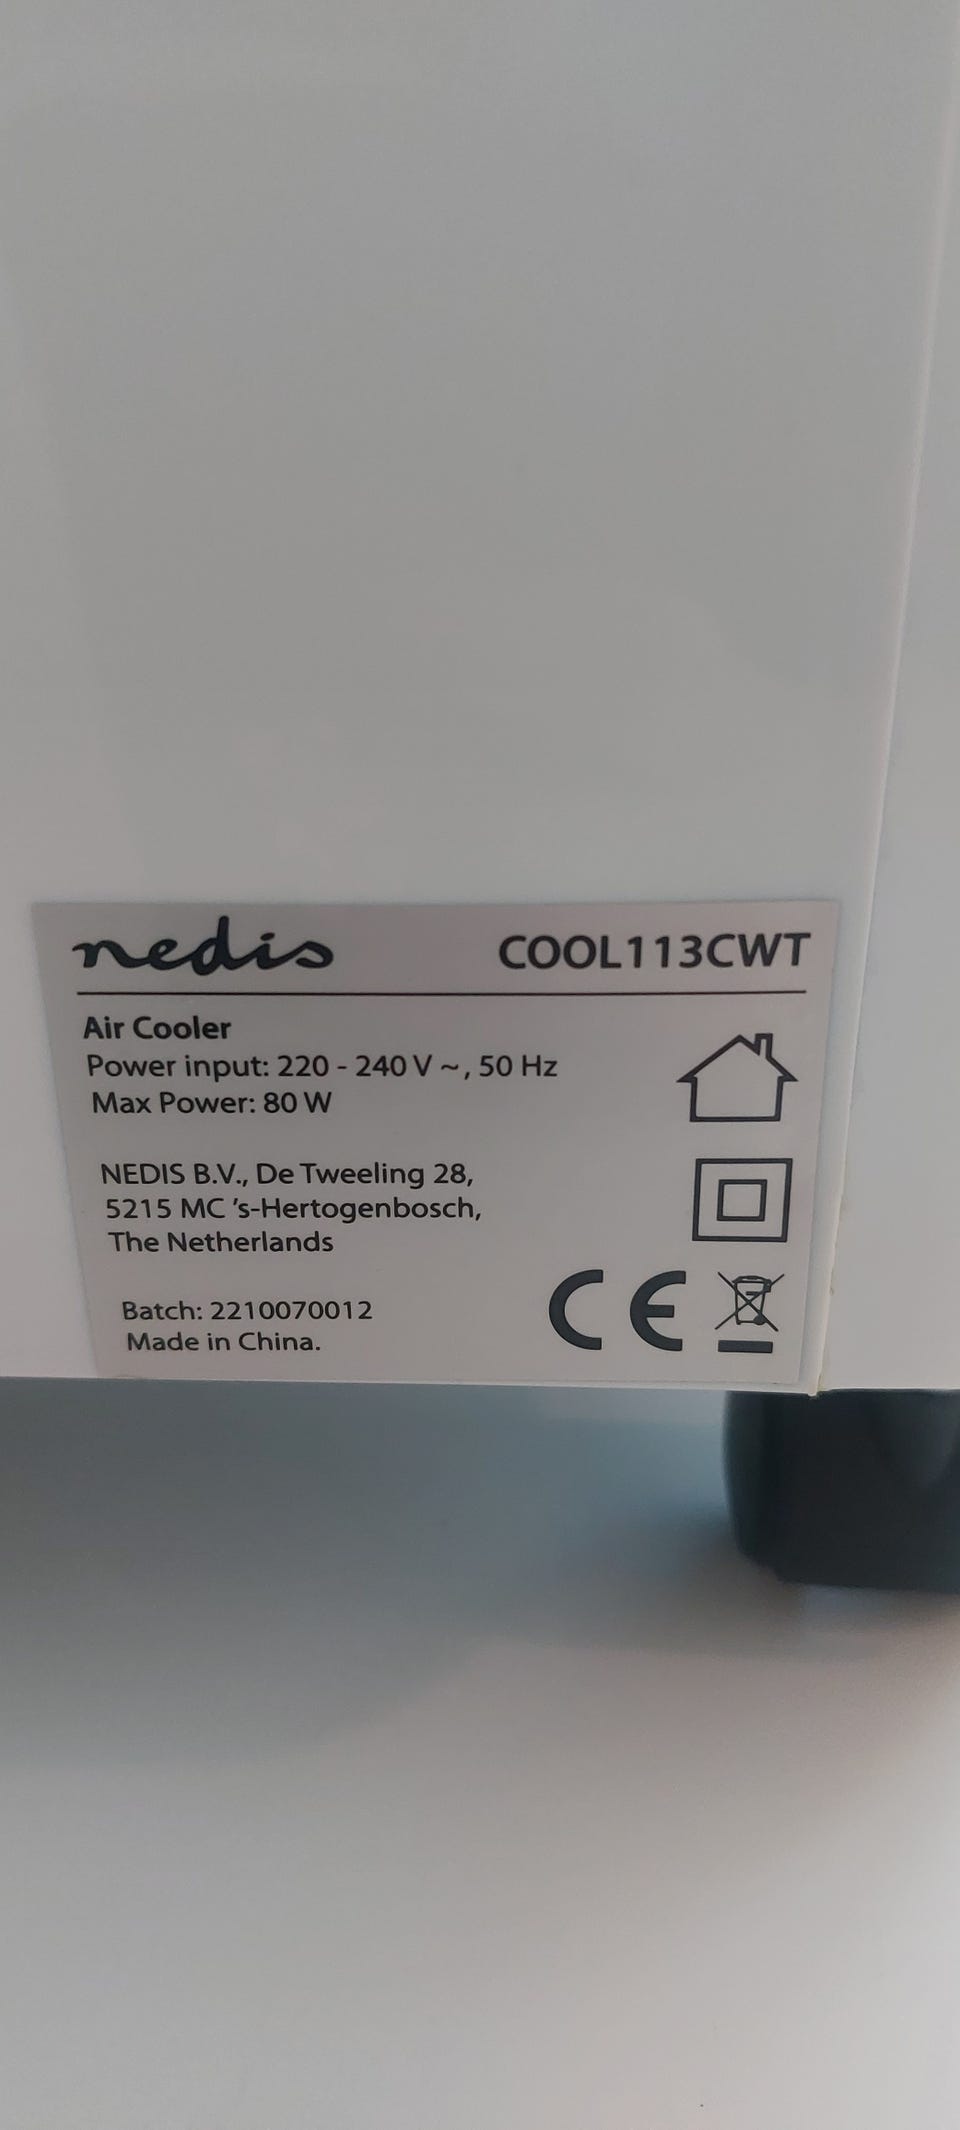 nedis COOL113CWT
Air Cooler
Power input: 220 - 240 V ~, 50 Hz
Max Power: 80 W
NEDIS B.V., De Tweeling 28,
5215 MC 's-Hertogenbosch,
The Netherlands
Batch: 2210070012
Made in China.
CE